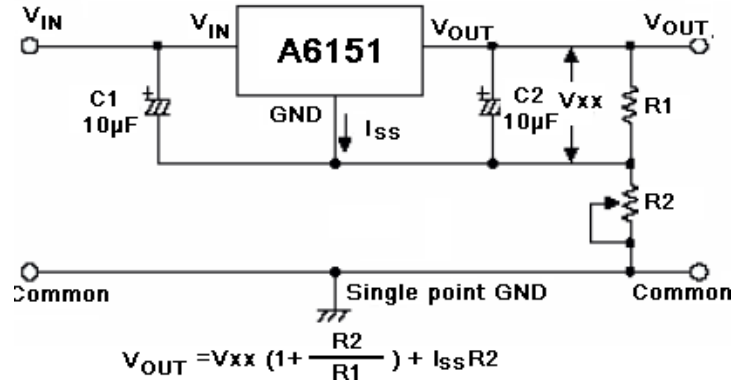 VIN
VIN
A6151
VOUT
VOUT
C1
10µF
GND
ISS
C2
10µF
Vxx
R1
R2
Common
Single point GND
Common
VOUT =Vxx (1+ R2/R1 ) + ISSR2